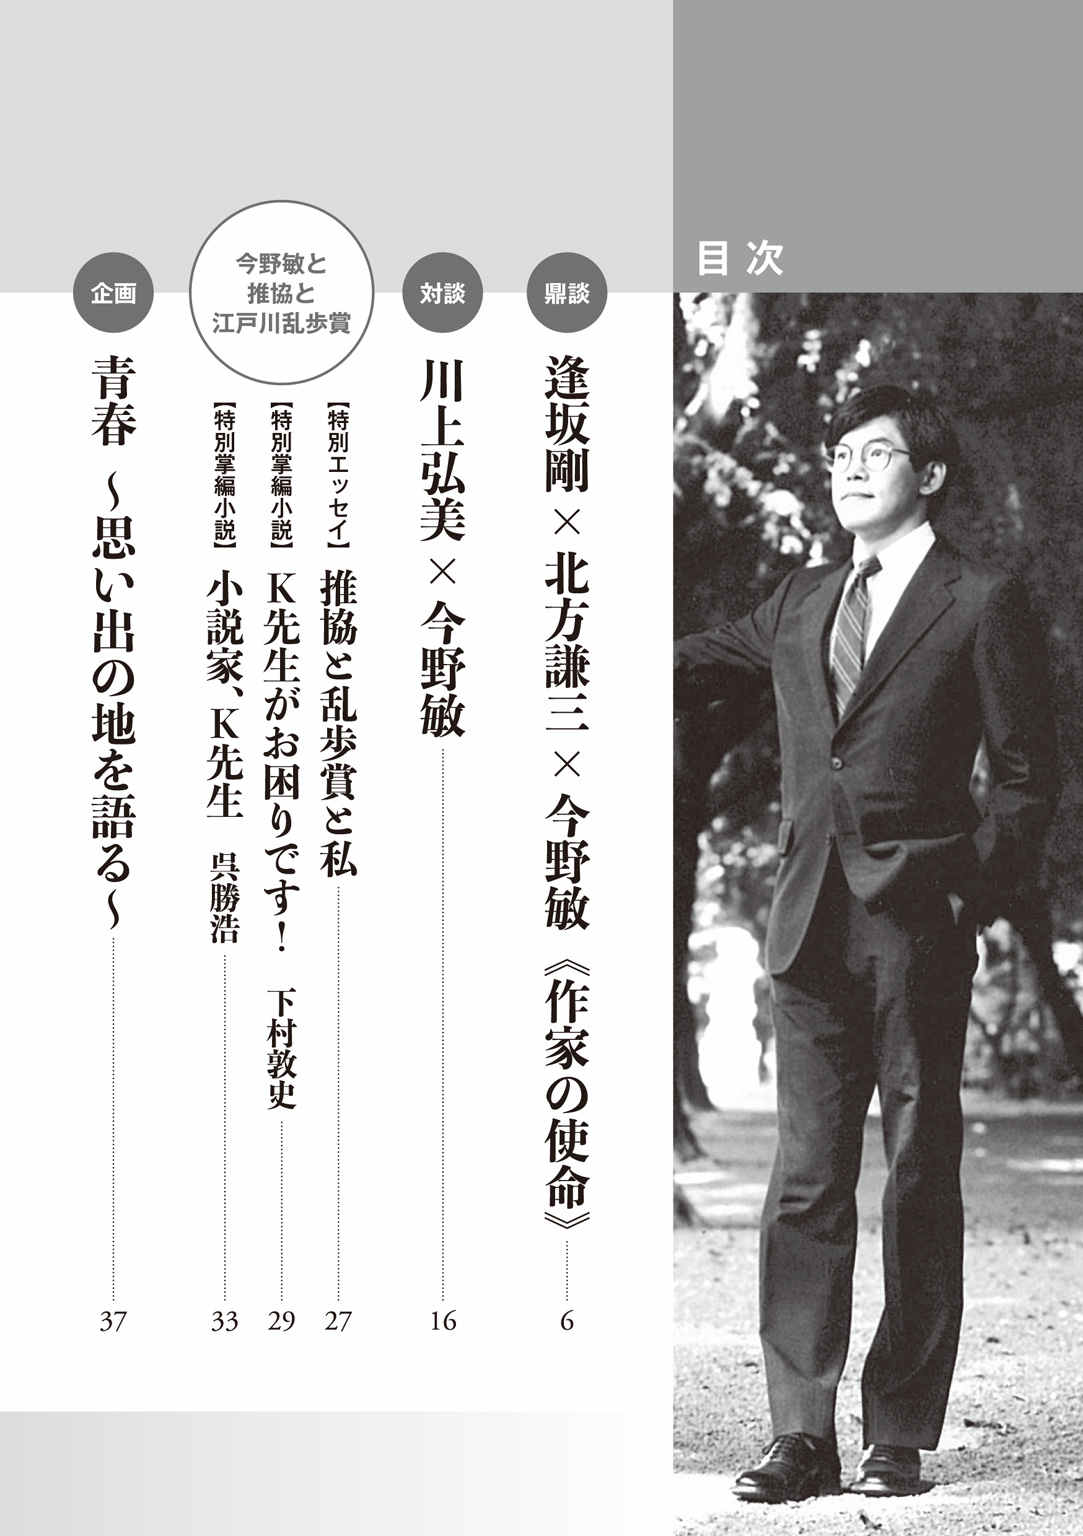 目次
鼎談
逢坂剛×北方謙三×今野敏《作家の使命》
6
対談
川上弘美×今野敏
16
今野敏と
推協と
江戸川乱歩賞
【特別エッセイ】推協と乱歩賞と私
27
【特別掌編小説】K先生がお困りです! 下村敦史
29
【特別掌編小説】小説家、K先生 呉勝浩
33
企画
青春 〜思い出の地を語る〜
37